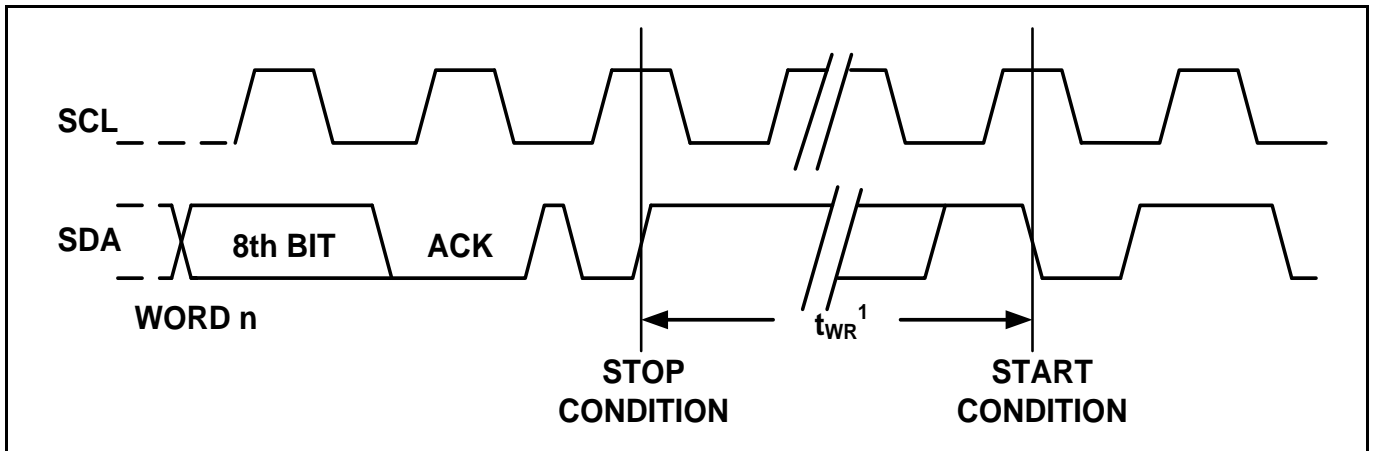 SCL
SDA
8th BIT
ACK
WORD n
tWR1
STOP
CONDITION
START
CONDITION